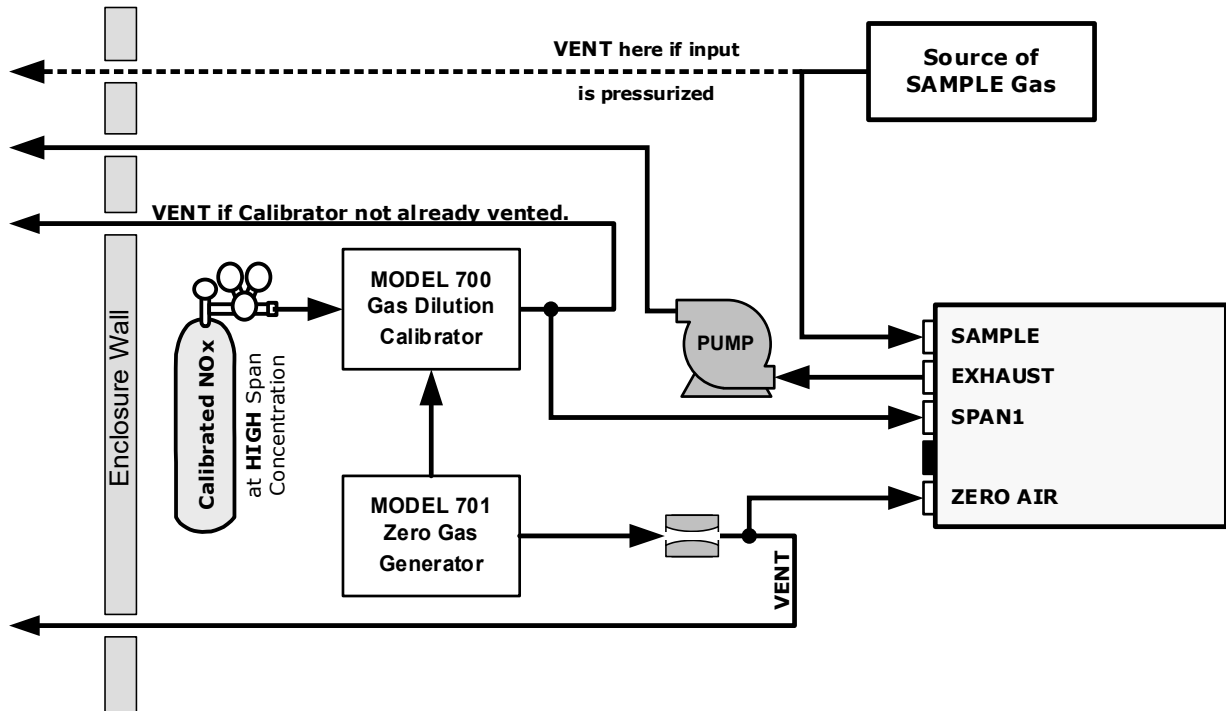 VENT here if input
is pressurized
Source of
SAMPLE Gas
VENT if Calibrator not already vented.
MODEL 700
Gas Dilution
Calibrator
Enclosure Wall
Calibrated NOx
at HIGH Span
Concentration
PUMP
SAMPLE
EXHAUST
SPAN1
ZERO AIR
MODEL 701
Zero Gas
Generator
VENT